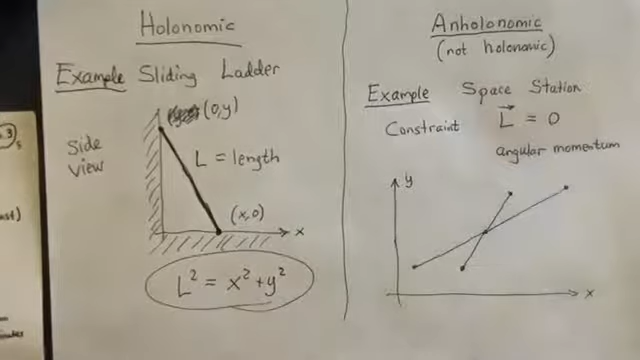 Holonomic
Example Sliding Ladder
(0,y)
Side
view
L = length
(x,0)
x
L² = x² + y²
Anholonomic
(not holonomic)
Example Space Station
Constraint L⃗ = 0
angular momentum
y
x